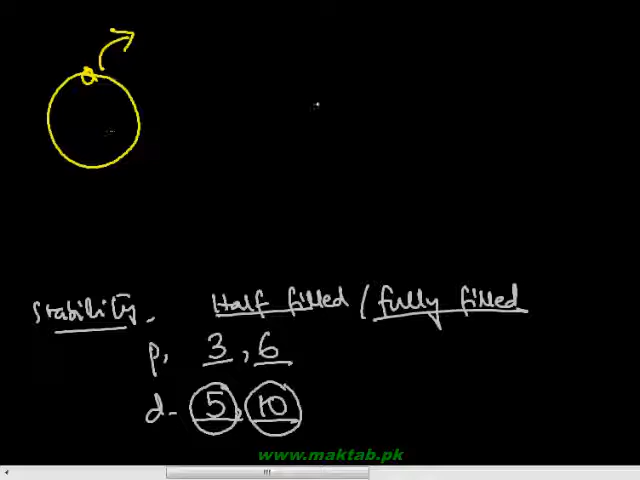 Stability. Half filled / fully filled
p, 3, 6
d- 5, 10
www.maktab.pk